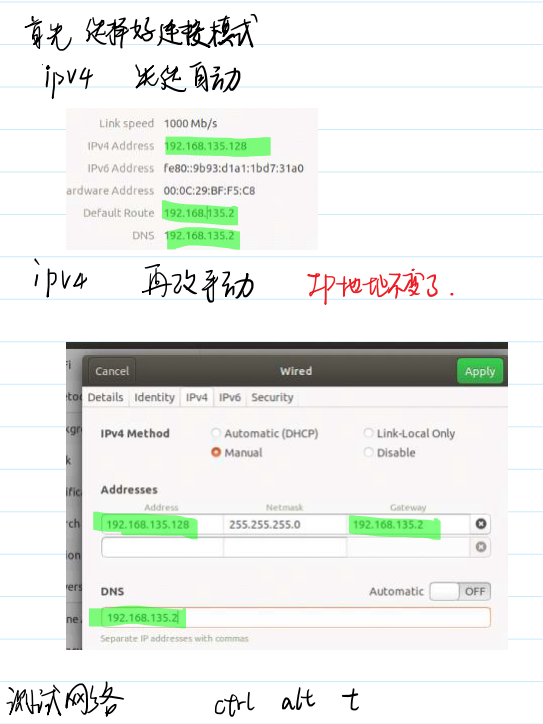 首先 选择好连接模式
ipv4 先选自动
Link speed 1000 Mb/s
IPv4 Address 192.168.135.128
IPv6 Address fe80::9b93:d1a1:1bd7:31a0
ardware Address 00:0C:29:BF:F5:C8
Default Route 192.168.135.2
DNS 192.168.135.2
ipv4 再改手动 IP地址不变了.
Cancel Wired Apply
Details Identity IPv4 IPv6 Security
IPv4 Method Automatic (DHCP) Link-Local Only
Manual Disable
Addresses
Address Netmask Gateway
192.168.135.128 255.255.255.0 192.168.135.2
DNS Automatic OFF
192.168.135.2
Separate IP addresses with commas
测试网络 ctrl alt t